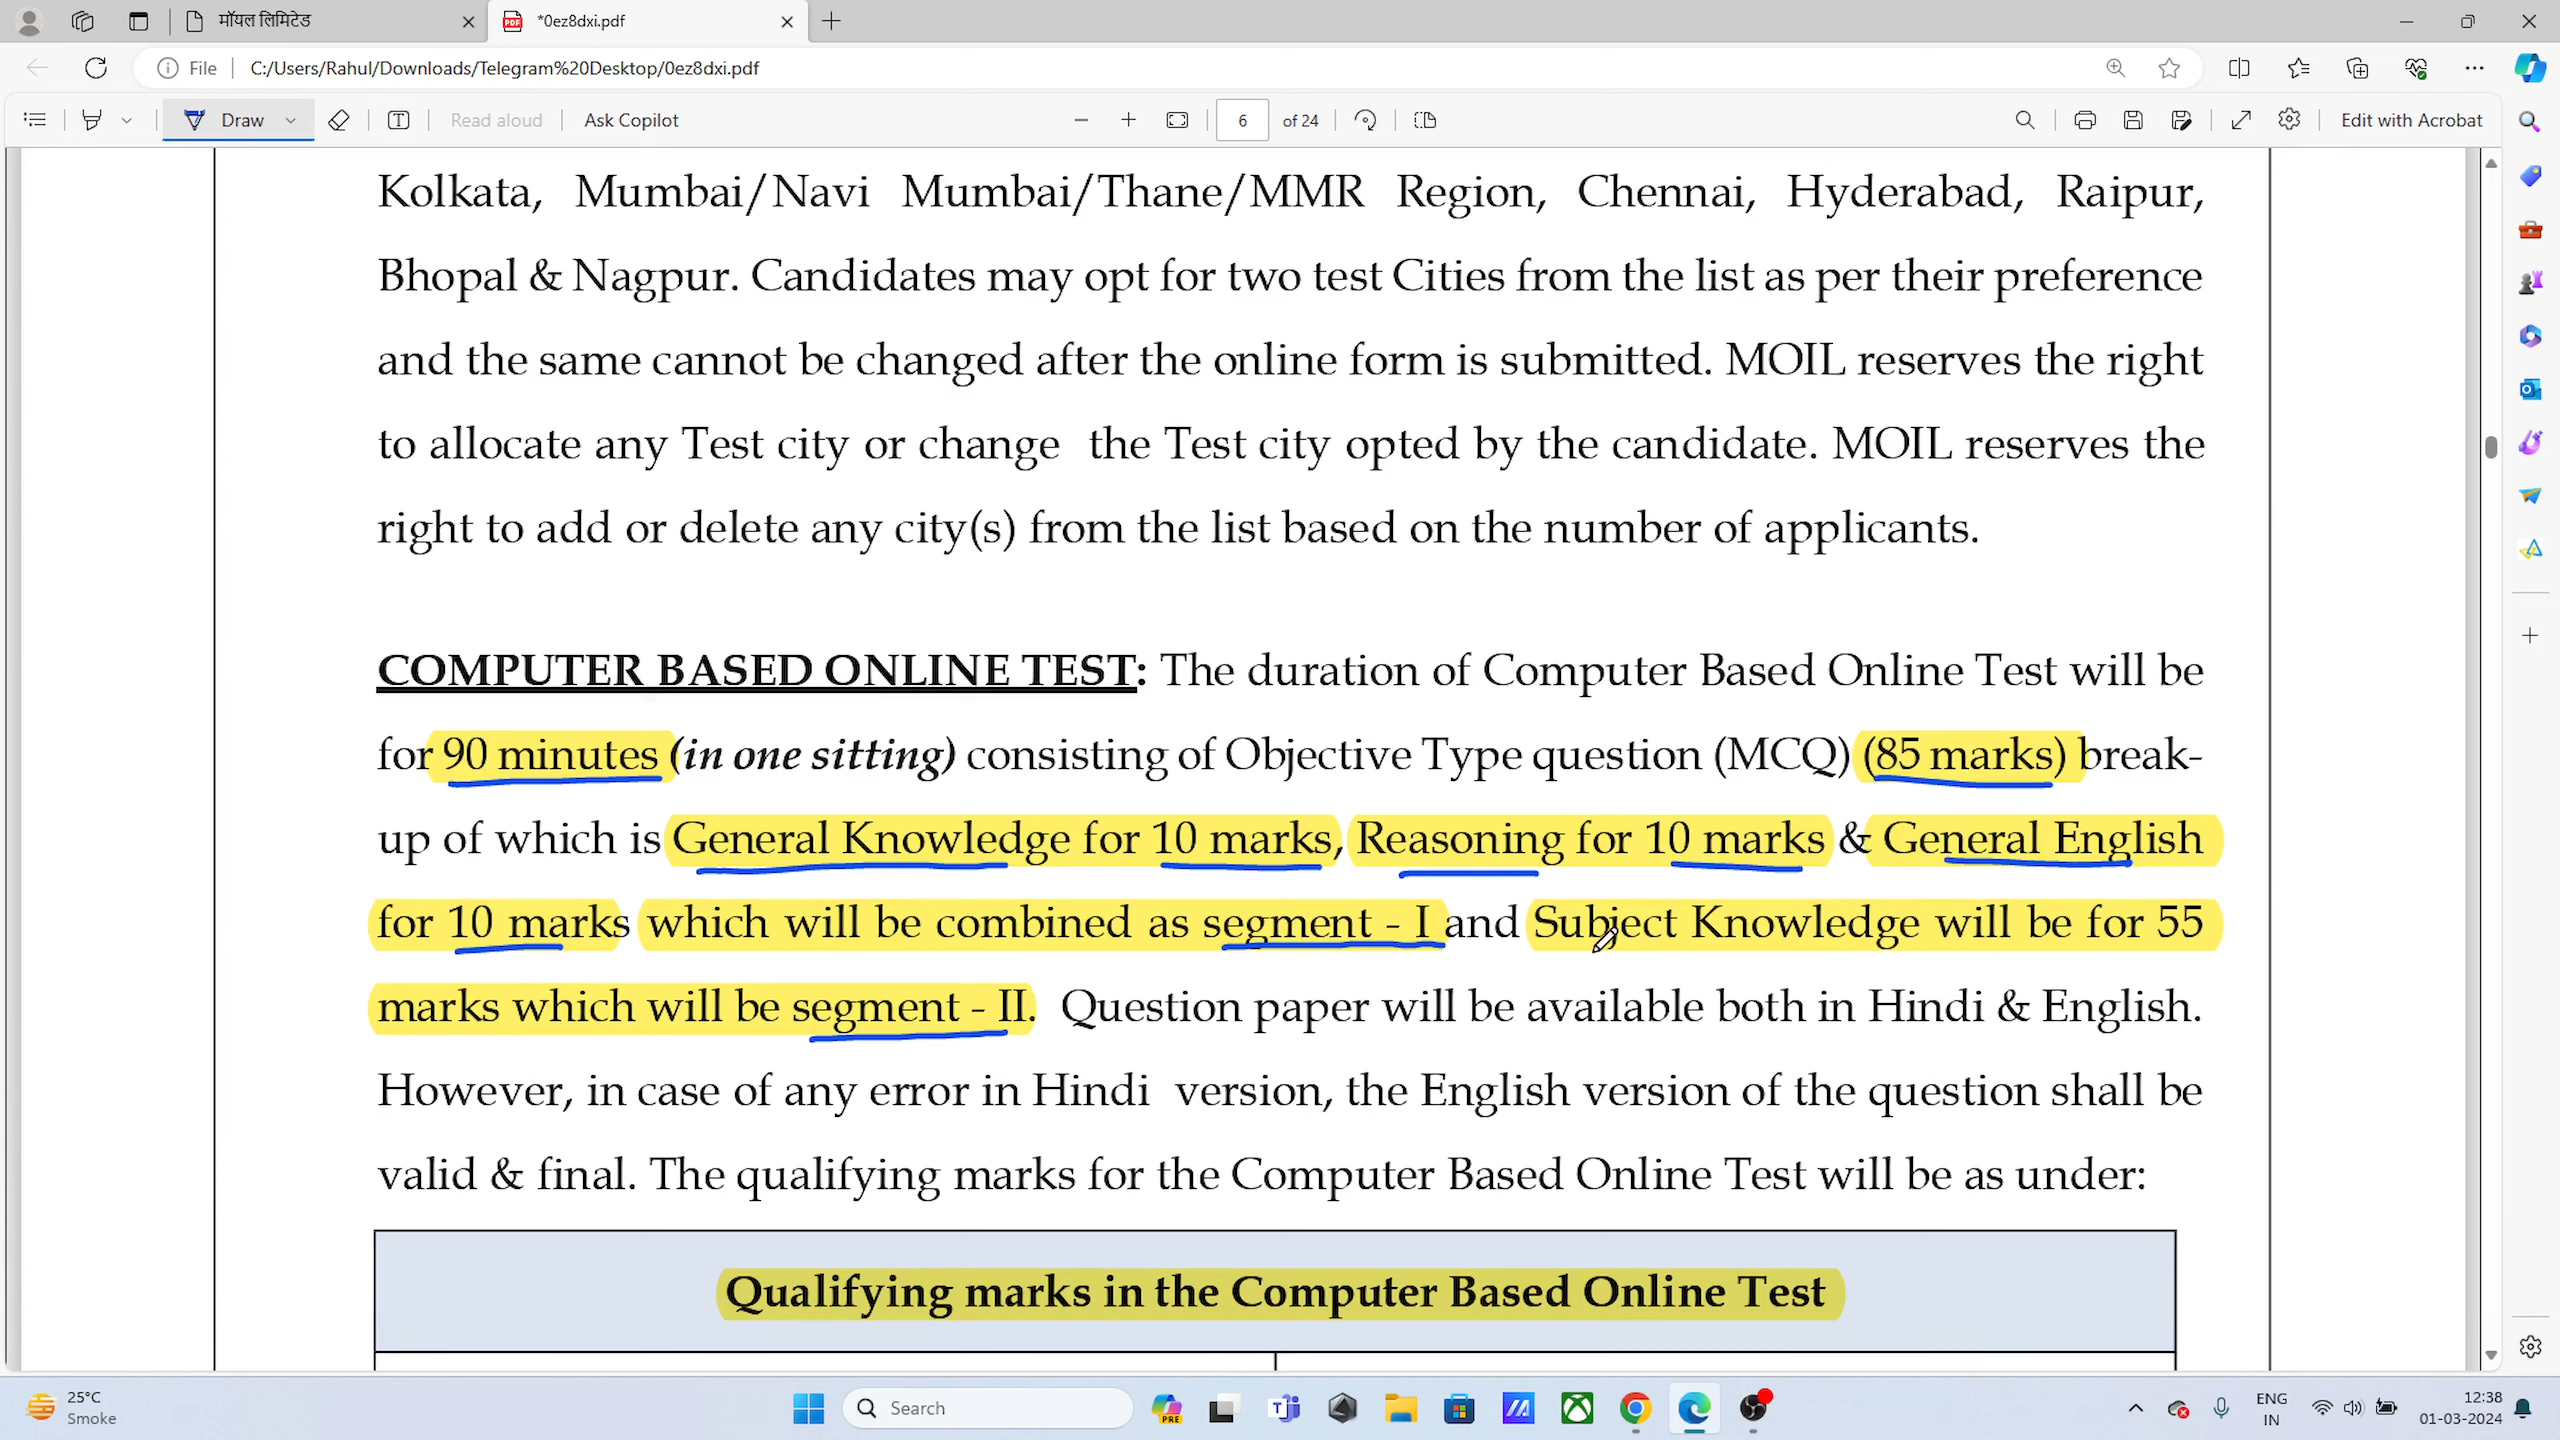 मॉयल लिमिटेड
*0ez8dxi.pdf
File C:/Users/Rahul/Downloads/Telegram%20Desktop/0ez8dxi.pdf
Draw Read aloud Ask Copilot 6 of 24 Edit with Acrobat
Kolkata, Mumbai/Navi Mumbai/Thane/MMR Region, Chennai, Hyderabad, Raipur,
Bhopal & Nagpur. Candidates may opt for two test Cities from the list as per their preference
and the same cannot be changed after the online form is submitted. MOIL reserves the right
to allocate any Test city or change the Test city opted by the candidate. MOIL reserves the
right to add or delete any city(s) from the list based on the number of applicants.
COMPUTER BASED ONLINE TEST: The duration of Computer Based Online Test will be
for 90 minutes (in one sitting) consisting of Objective Type question (MCQ) (85 marks) break-
up of which is General Knowledge for 10 marks, Reasoning for 10 marks & General English
for 10 marks which will be combined as segment - I and Subject Knowledge will be for 55
marks which will be segment - II. Question paper will be available both in Hindi & English.
However, in case of any error in Hindi version, the English version of the question shall be
valid & final. The qualifying marks for the Computer Based Online Test will be as under:
Qualifying marks in the Computer Based Online Test
25°C
Smoke
Search
PRE
ENG
IN
12:38
01-03-2024